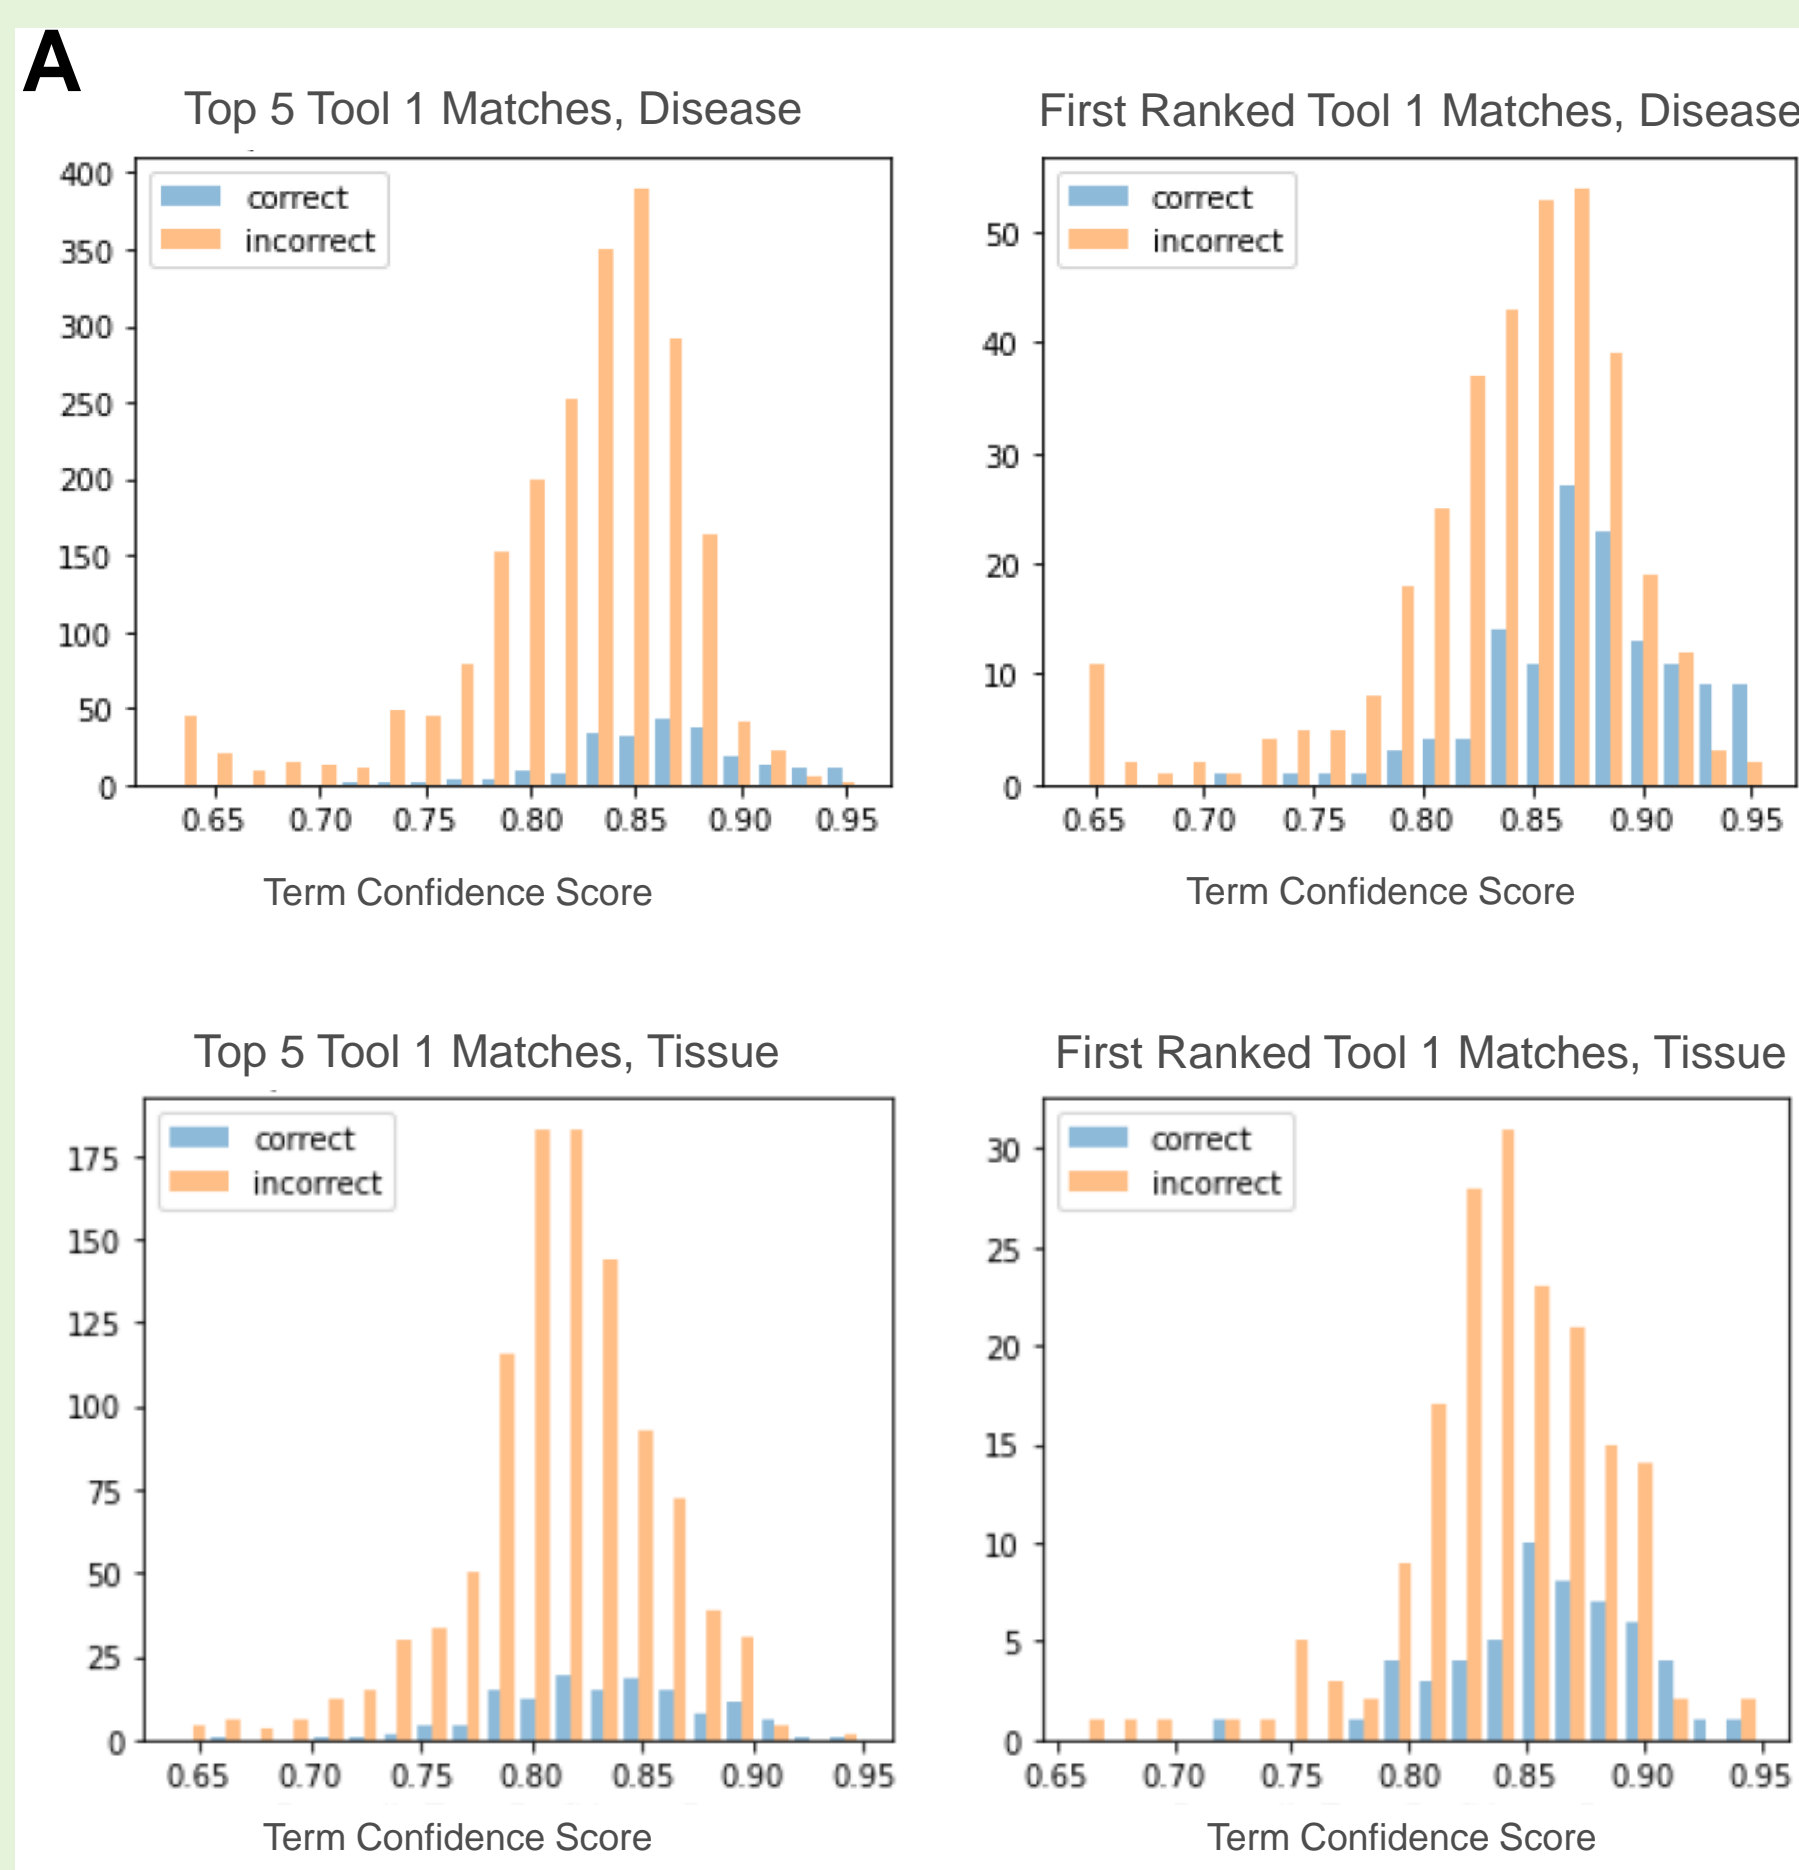 A
Top 5 Tool 1 Matches, Disease
400
350
300
250
200
150
100
50
0
correct
incorrect
0.65 0.70 0.75 0.80 0.85 0.90 0.95
Term Confidence Score
First Ranked Tool 1 Matches, Disease
50
40
30
20
10
0
correct
incorrect
0.65 0.70 0.75 0.80 0.85 0.90 0.95
Term Confidence Score
Top 5 Tool 1 Matches, Tissue
175
150
125
100
75
50
25
0
correct
incorrect
0.65 0.70 0.75 0.80 0.85 0.90 0.95
Term Confidence Score
First Ranked Tool 1 Matches, Tissue
30
25
20
15
10
5
0
correct
incorrect
0.65 0.70 0.75 0.80 0.85 0.90 0.95
Term Confidence Score